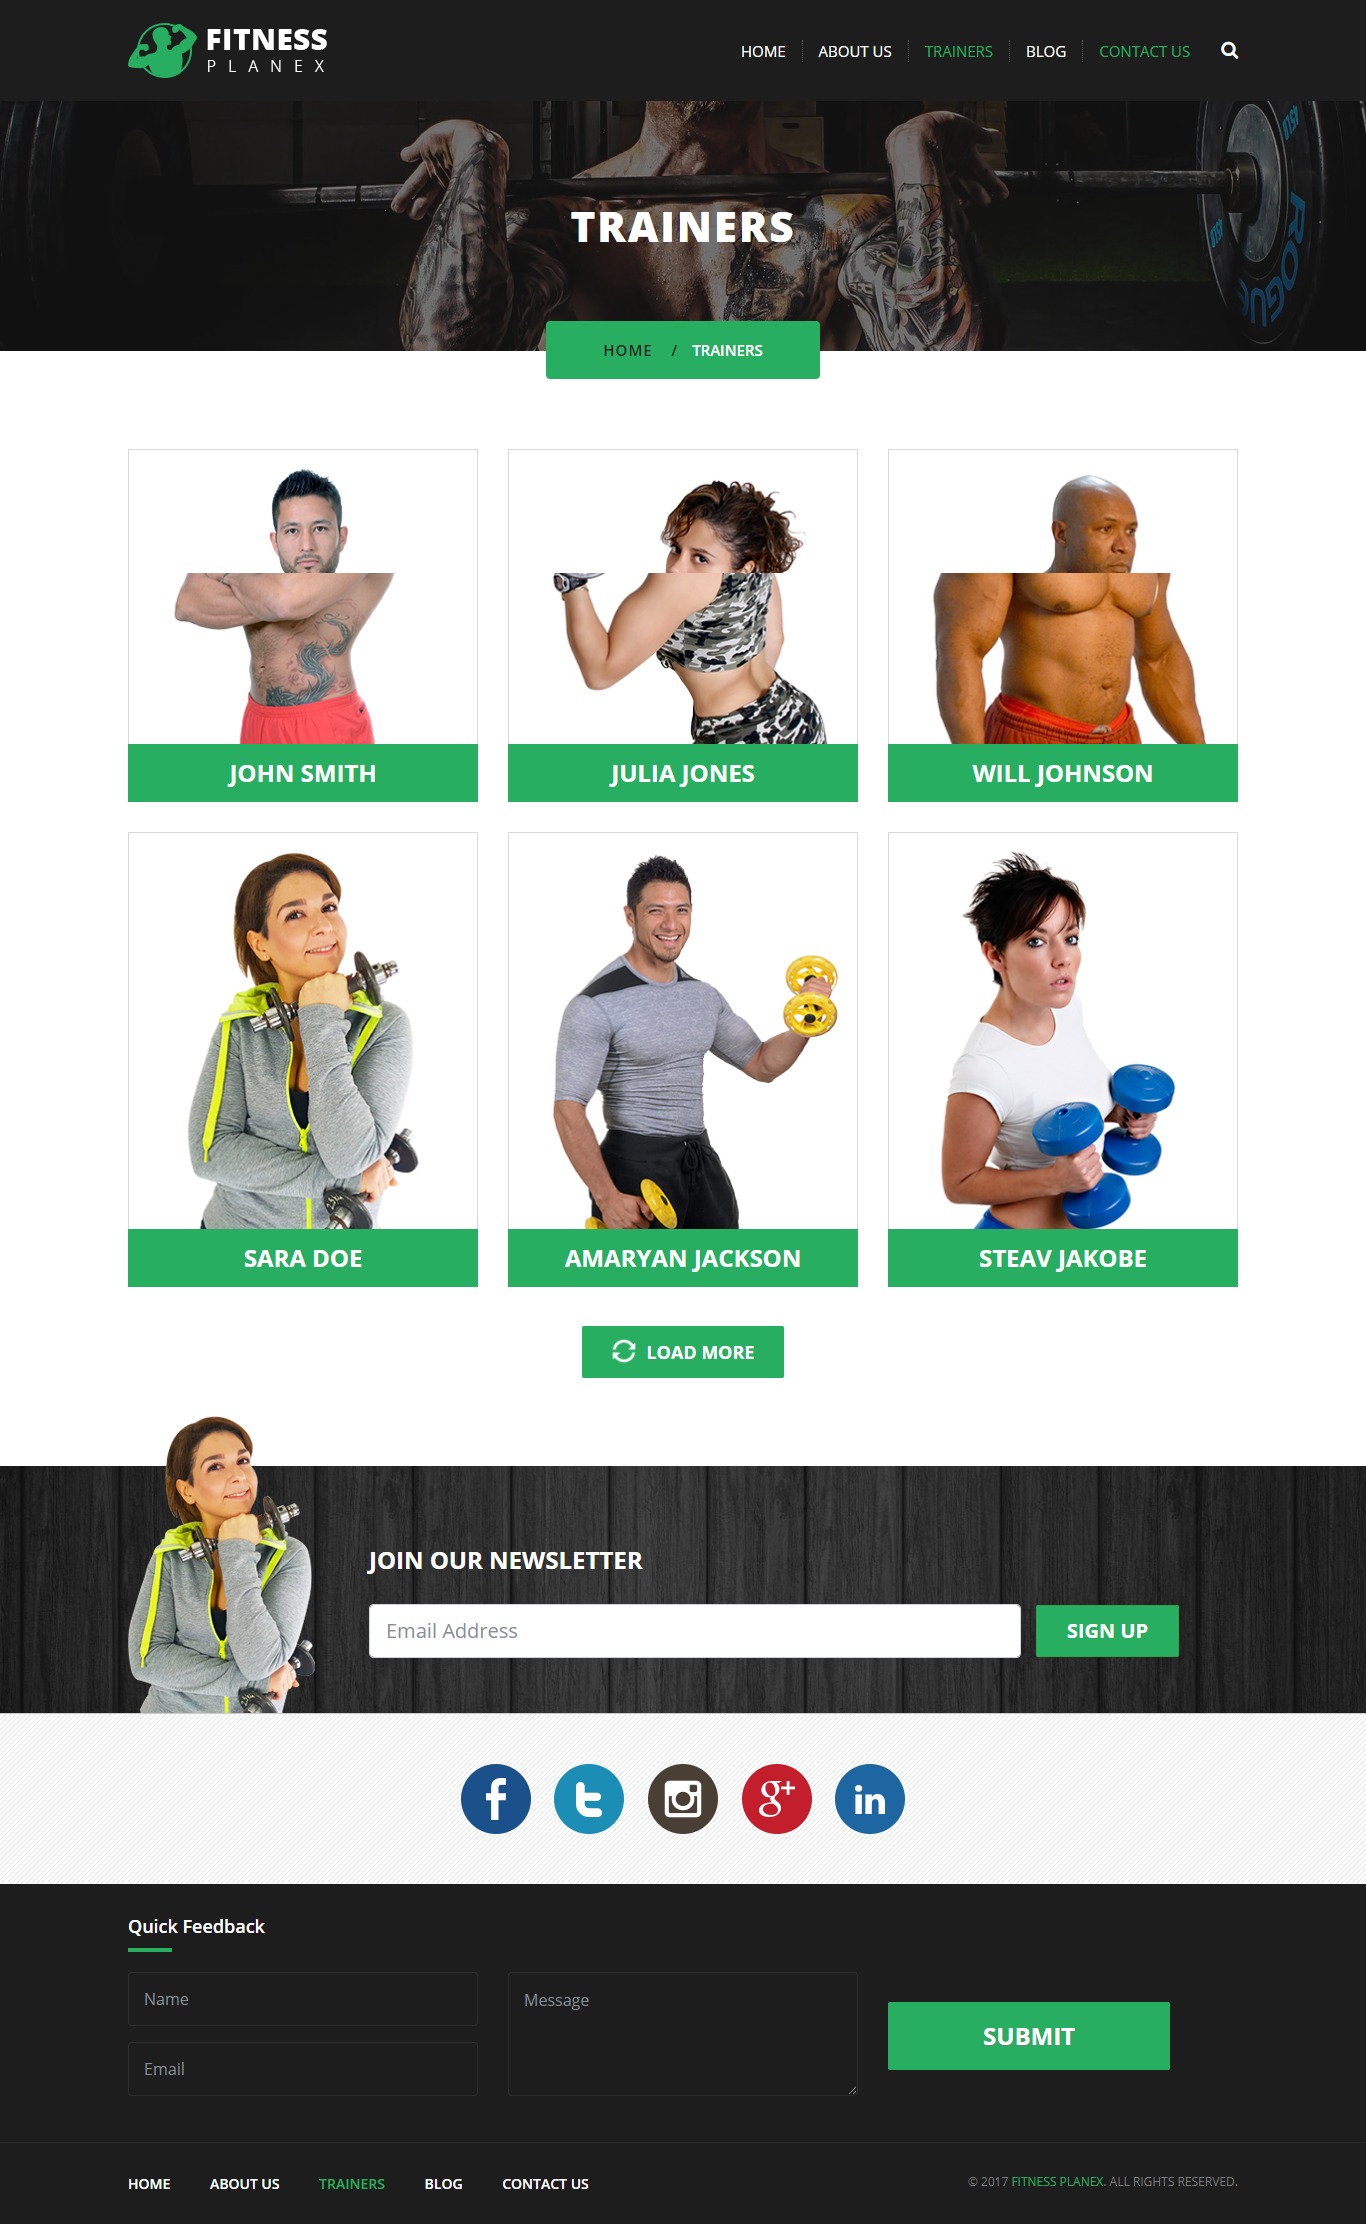 FITNESS
PLANEX
HOME
ABOUT US
TRAINERS
BLOG
CONTACT US
ROGUE
TRAINERS
HOME / TRAINERS
JOHN SMITH
JULIA JONES
WILL JOHNSON
SARA DOE
AMARYAN JACKSON
STEAV JAKOBE
LOAD MORE
JOIN OUR NEWSLETTER
Email Address
SIGN UP
Quick Feedback
Name
Message
Email
SUBMIT
HOME
ABOUT US
TRAINERS
BLOG
CONTACT US
© 2017 FITNESS PLANEX. ALL RIGHTS RESERVED.